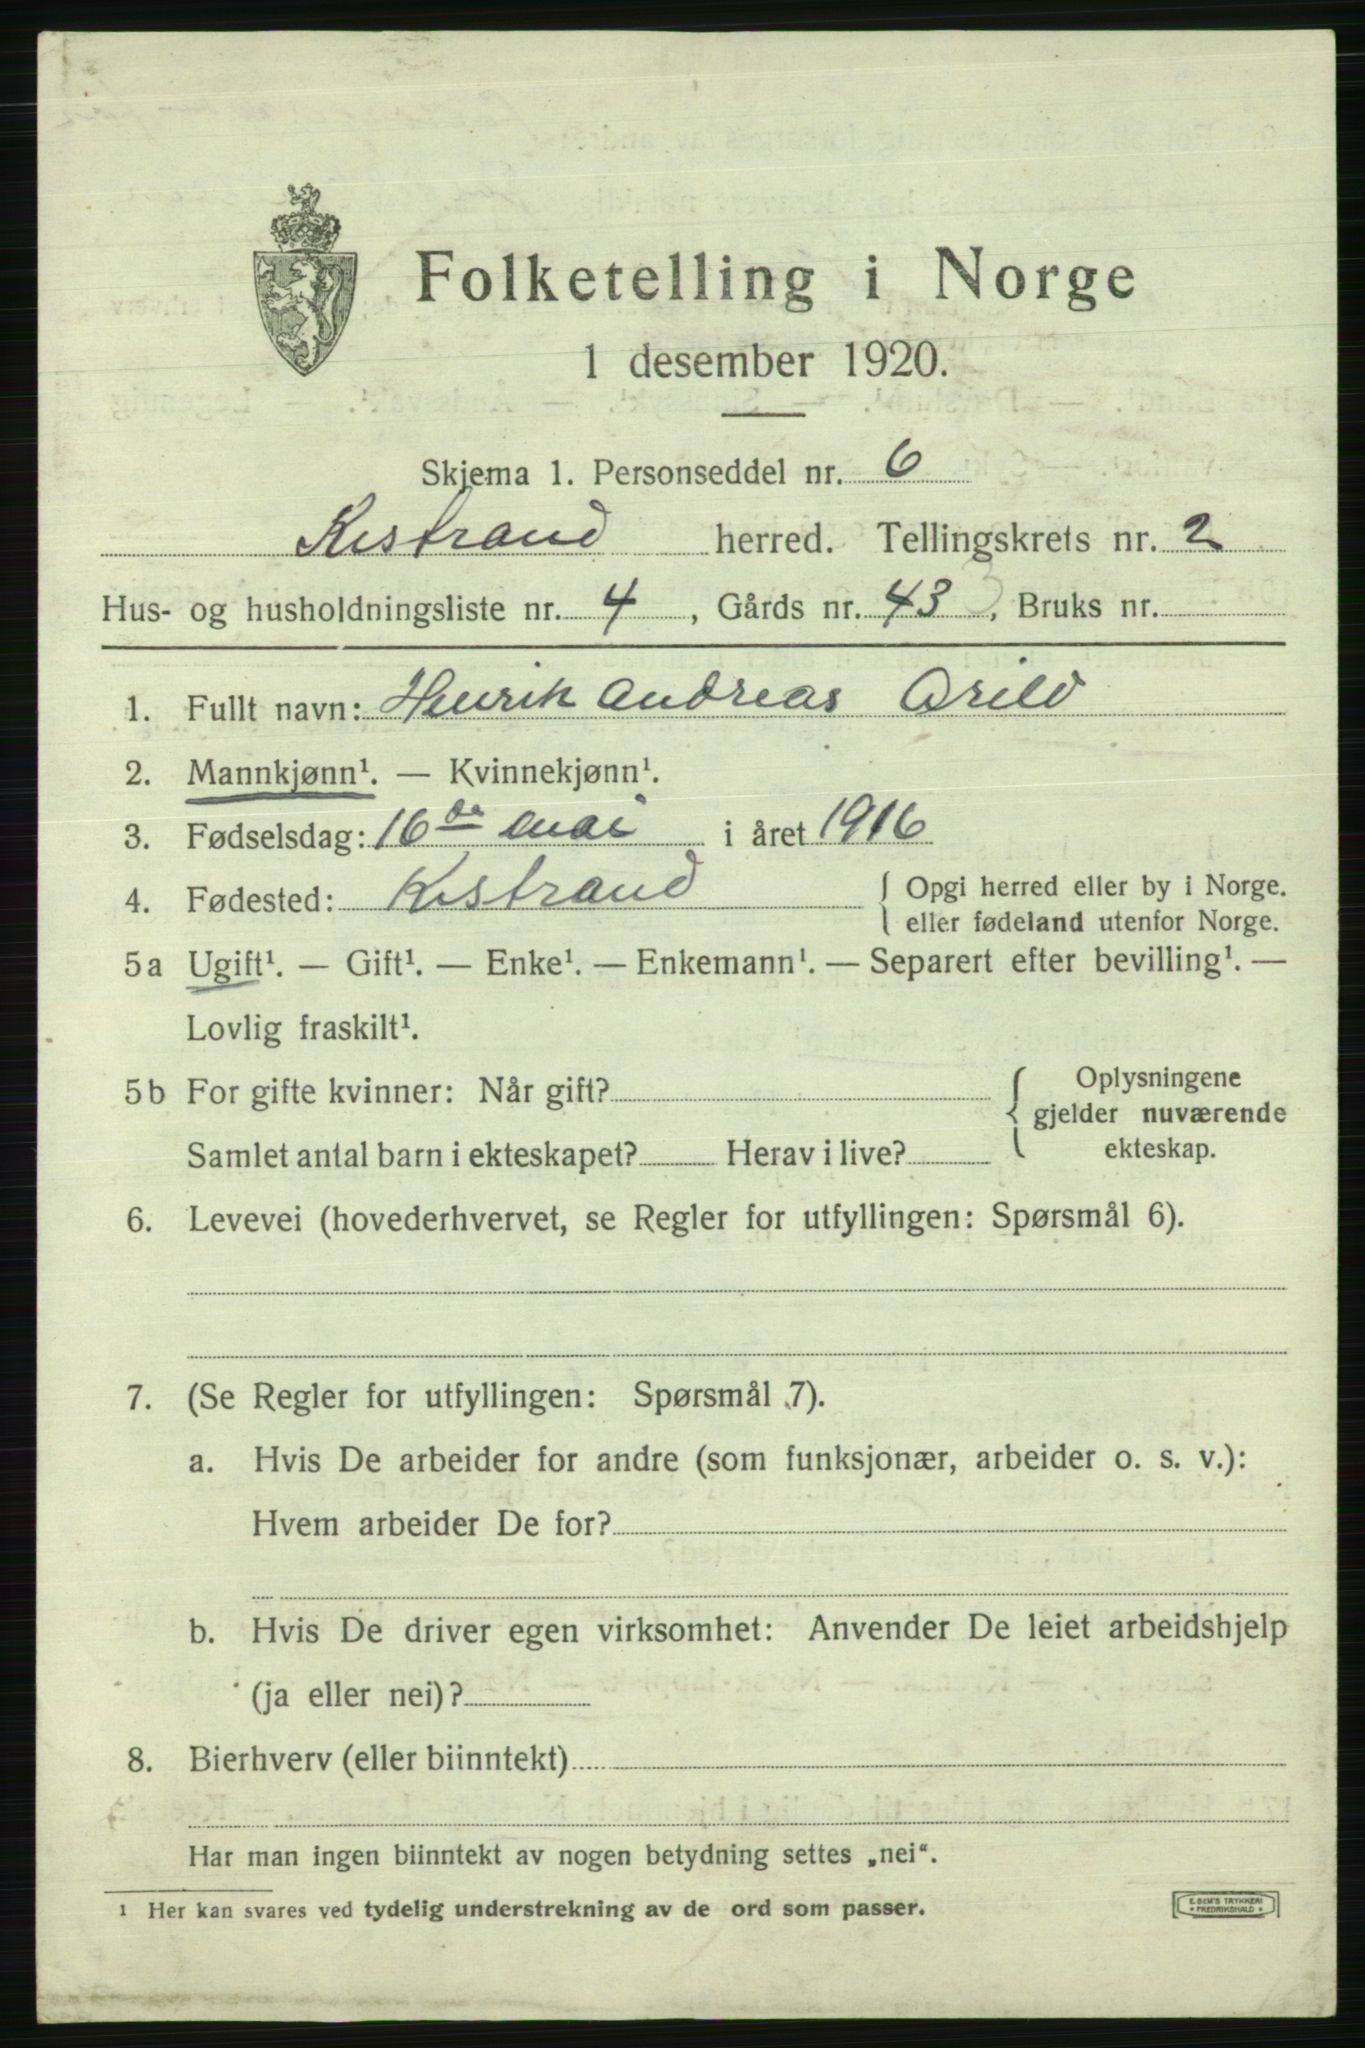 Folketelling i Norge
1 desember 1920.
Skjema 1. Personseddel nr. 6
Kistrand herred. Tellingskrets nr. 2
Hus- og husholdningsliste nr. 4, Gårds nr. 43, Bruks nr.
1. Fullt navn: Henrik Andreas Arild
2. Mannkjønn¹. — Kvinnekjønn¹.
3. Fødselsdag: 16de mai i året 1916
4. Fødested: Kistrand { Opgi herred eller by i Norge.
eller fødeland utenfor Norge.
5a Ugift¹. — Gift¹. — Enke¹. — Enkemann¹. — Separert efter bevilling¹. —
Lovlig fraskilt¹.
5b For gifte kvinner: Når gift? { Oplysningene
gjelder nuværende
Samlet antal barn i ekteskapet? Herav i live? ekteskap.
6. Levevei (hovederhvervet, se Regler for utfyllingen: Spørsmål 6).
7. (Se Regler for utfyllingen: Spørsmål 7).
a. Hvis De arbeider for andre (som funksjonær, arbeider o. s. v.):
Hvem arbeider De for?
b. Hvis De driver egen virksomhet: Anvender De leiet arbeidshjelp
(ja eller nei)?
8. Bierhverv (eller biinntekt)
Har man ingen biinntekt av nogen betydning settes „nei“.
1 Her kan svares ved tydelig understrekning av de ord som passer.
E. SEM'S TRYKKERI
FREDRIKSHALD